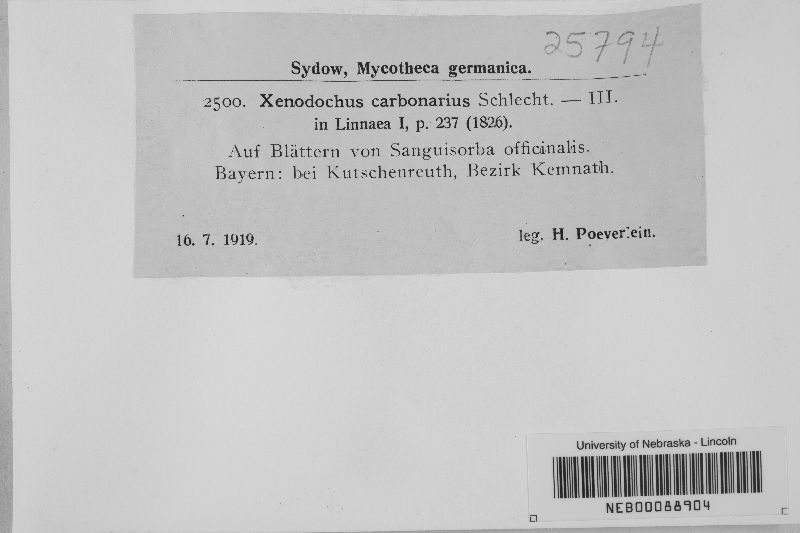 25794
Sydow, Mycotheca germanica.
2500. Xenodochus carbonarius Schlecht. — III.
in Linnaea I, p. 237 (1826).
Auf Blättern von Sanguisorba officinalis.
Bayern: bei Kutschenreuth, Bezirk Kemnath.
16. 7. 1919. leg. H. Poeverlein.
University of Nebraska - Lincoln
NEB00088904